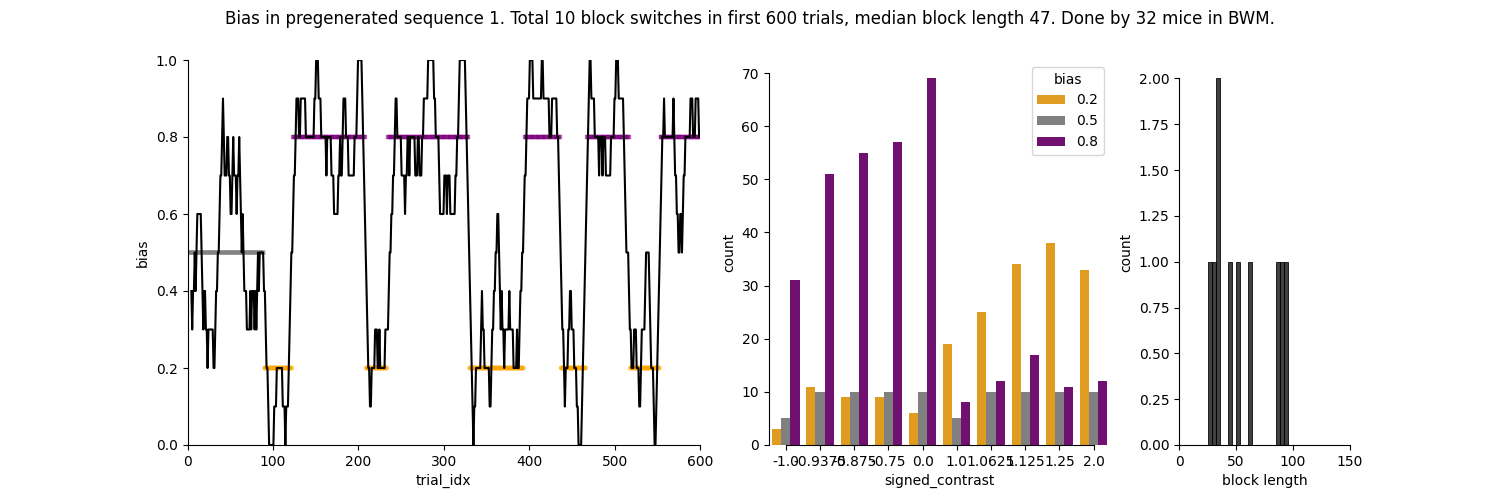 Bias in pregenerated sequence 1. Total 10 block switches in first 600 trials, median block length 47. Done by 32 mice in BWM.
bias
1.0
0.8
0.6
0.4
0.2
0.0
0 100 200 300 400 500 600
trial_idx
count
70
60
50
40
30
20
10
0
-1.0 -0.9375 -0.875 -0.75 0.0 1.0 1.0625 1.125 1.25 2.0
signed_contrast
bias
0.2
0.5
0.8
count
2.00
1.75
1.50
1.25
1.00
0.75
0.50
0.25
0.00
0 50 100 150
block length